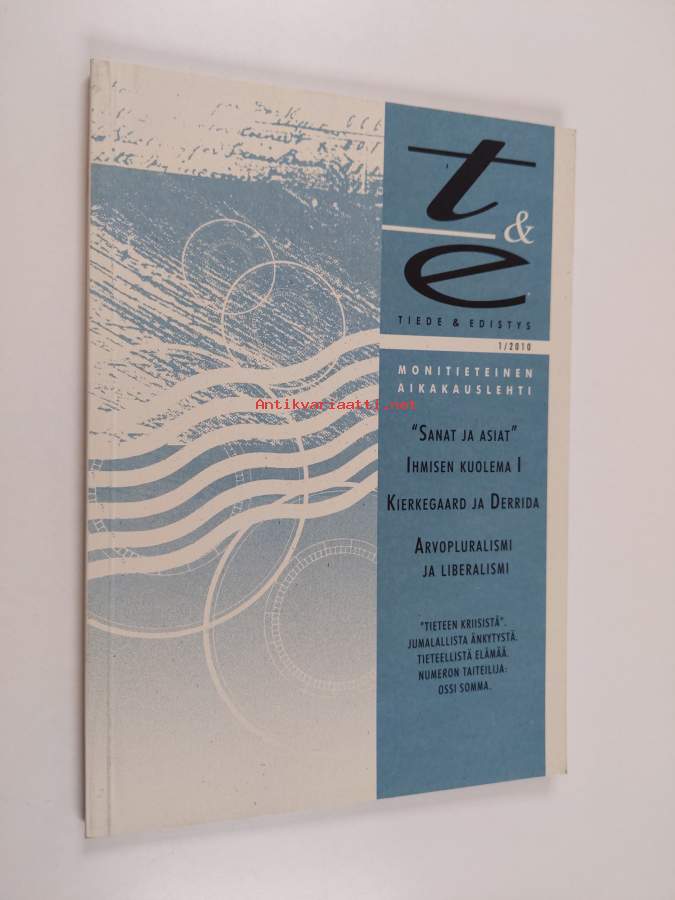 t
&
e
TIEDE & EDISTYS
1/2010
MONITIETEINEN
AIKAKAUSLEHTI
Antikvariaatti.net
"SANAT JA ASIAT"
IHMISEN KUOLEMA I
KIERKEGAARD JA DERRIDA
ARVOPLURALISMI
JA LIBERALISMI
"TIETEEN KRIISISTÄ".
JUMALALLISTA ÄNKYTYSTÄ.
TIETEELLISTÄ ELÄMÄÄ.
NUMERON TAITEILIJA:
OSSI SOMMA.